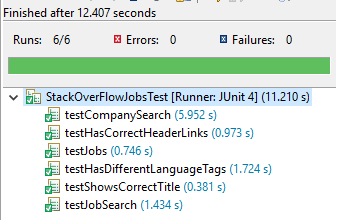 Finished after 12.407 seconds
Runs: 6/6 Errors: 0 Failures: 0
StackOverFlowJobsTest [Runner: JUnit 4] (11.210 s)
testCompanySearch (5.952 s)
testHasCorrectHeaderLinks (0.973 s)
testJobs (0.746 s)
testHasDifferentLanguageTags (1.724 s)
testShowsCorrectTitle (0.381 s)
testJobSearch (1.434 s)